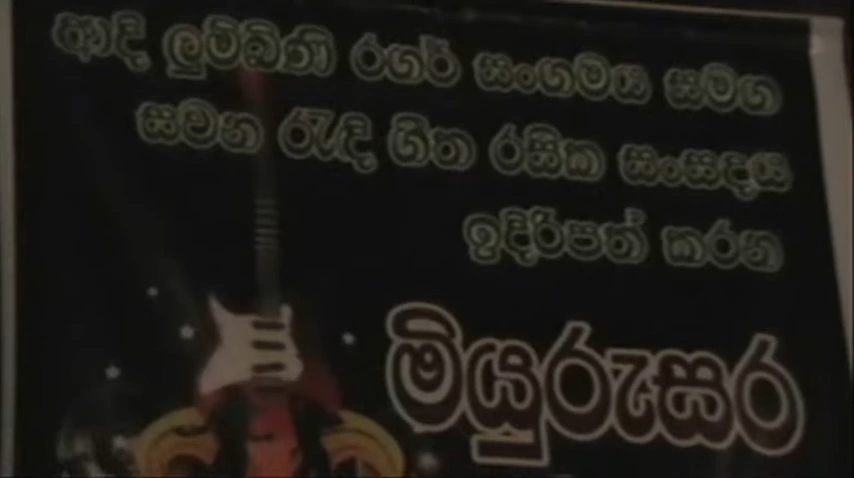 ආදි ලුම්බිණි රගර් සංගමය සමග
සවන රැඳි ගීත රසික සංසදය
ඉදිරිපත් කරන
මියුරුසර